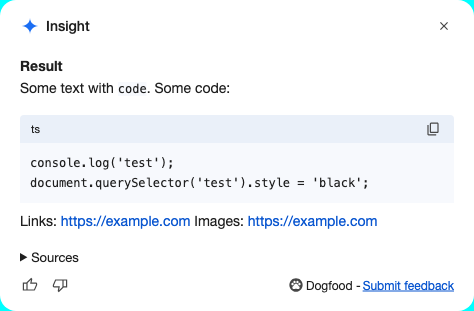 Insight
Result
Some text with code. Some code:
ts
console.log('test');
document.querySelector('test').style = 'black';
Links: https://example.com Images: https://example.com
Sources
Dogfood - Submit feedback